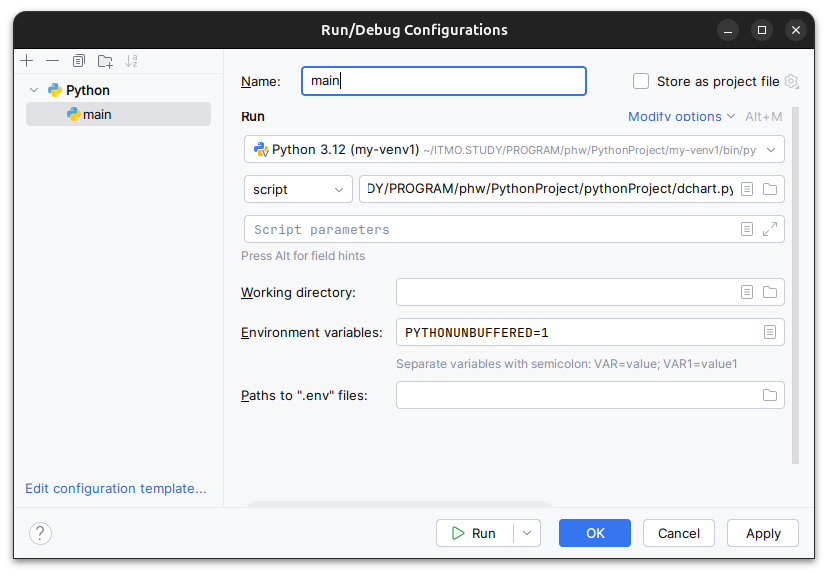 Run/Debug Configurations
Python
main
Edit configuration template...
Name: main
Store as project file
Run
Modify options Alt+M
Python 3.12 (my-venv1) ~/ITMO.STUDY/PROGRAM/phw/PythonProject/my-venv1/bin/py
script
DY/PROGRAM/phw/PythonProject/pythonProject/dchart.py
Script parameters
Press Alt for field hints
Working directory:
Environment variables: PYTHONUNBUFFERED=1
Separate variables with semicolon: VAR=value; VAR1=value1
Paths to ".env" files:
? Run OK Cancel Apply